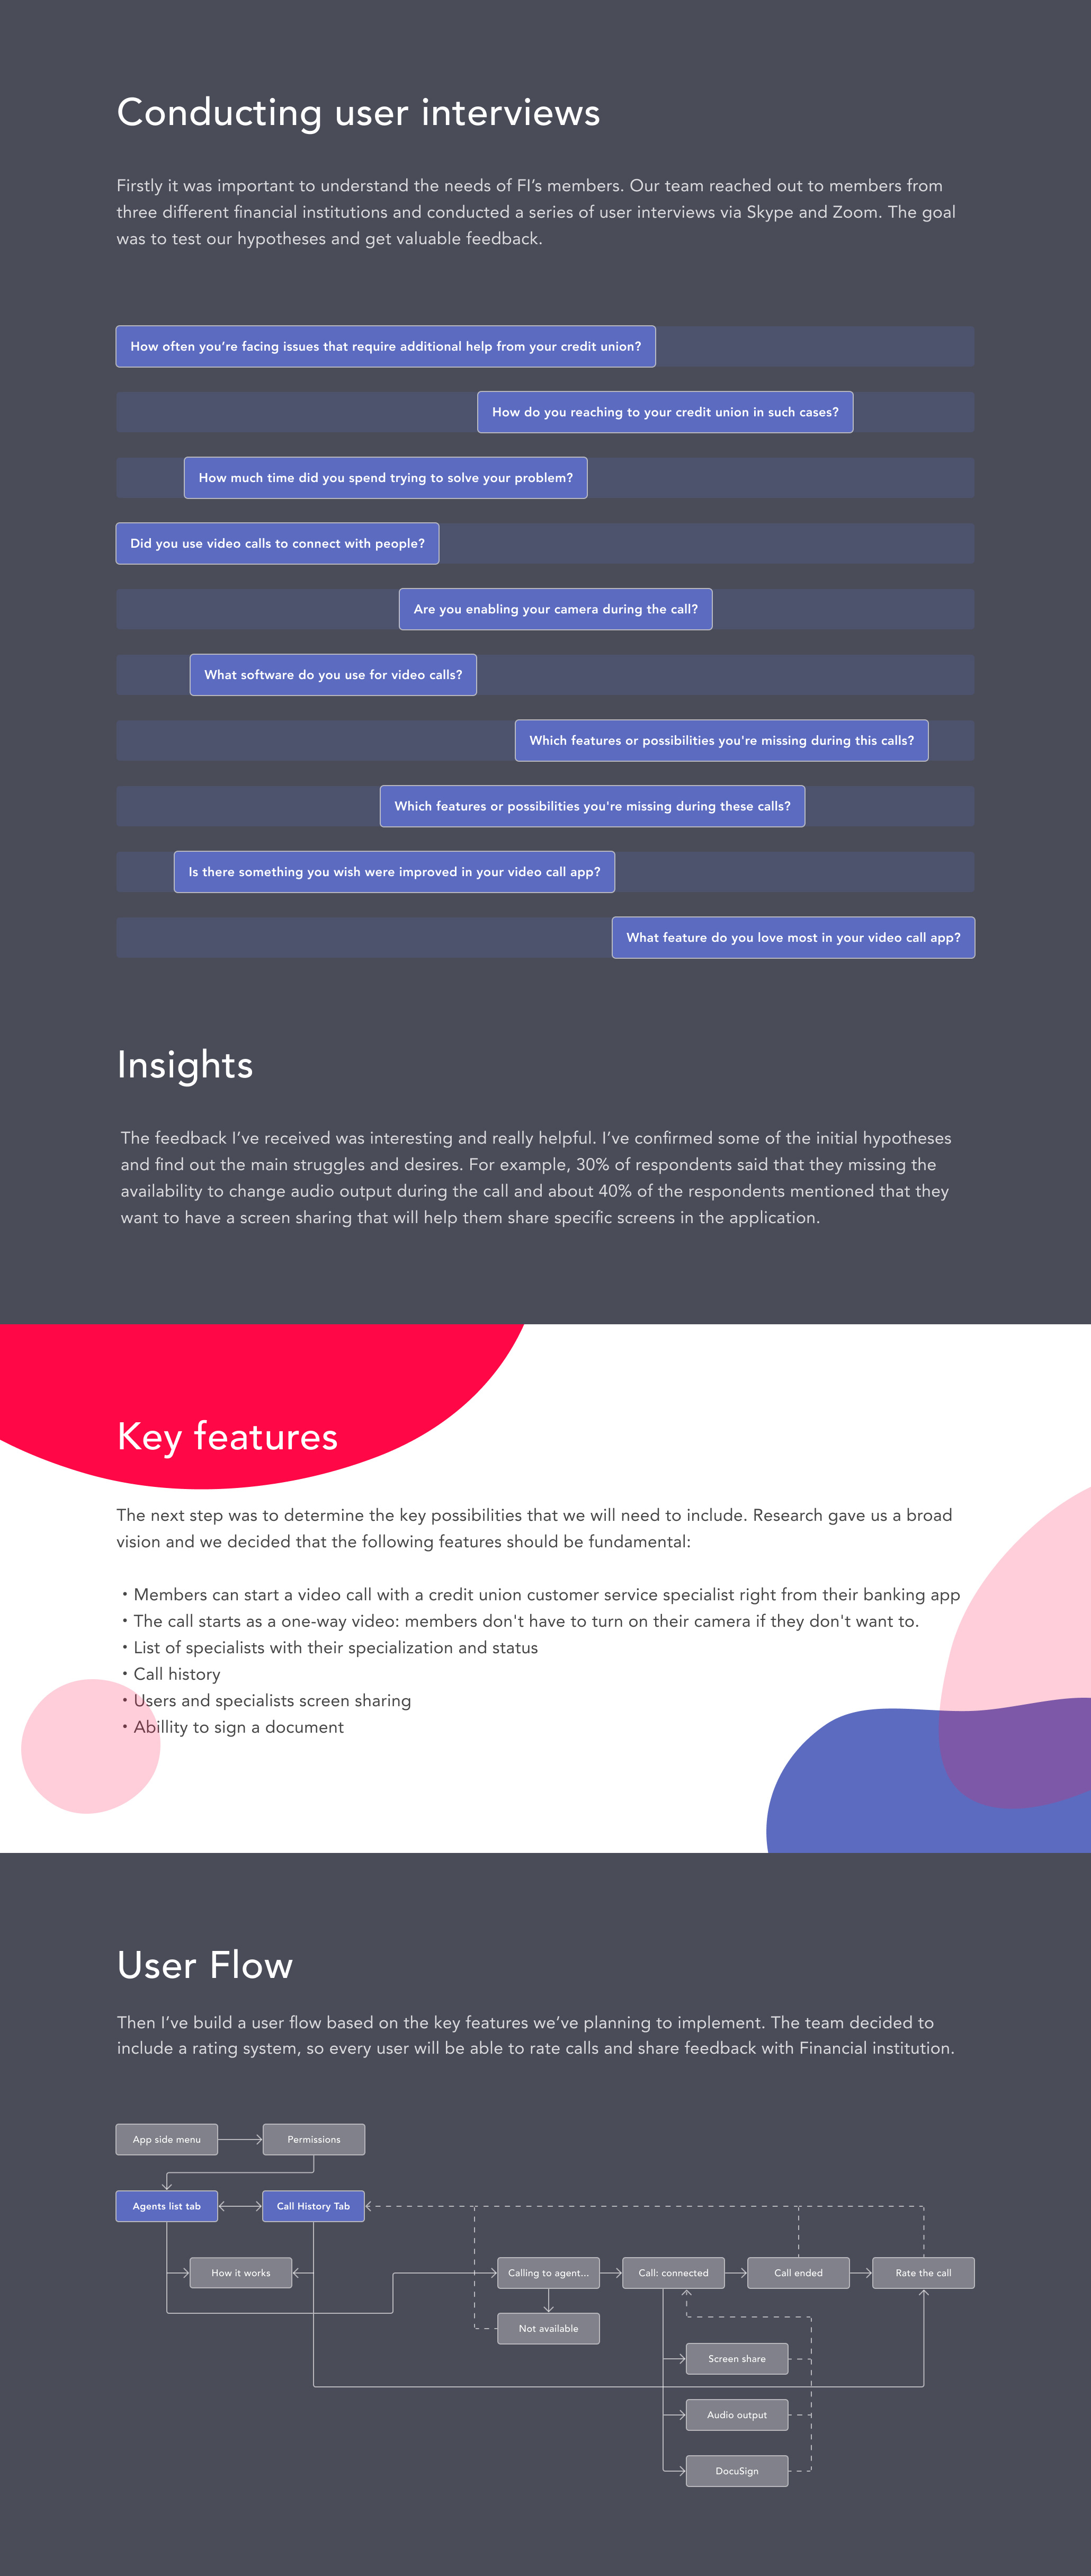 Conducting user interviews
Firstly it was important to understand the needs of FI’s members. Our team reached out to members from
three different financial institutions and conducted a series of user interviews via Skype and Zoom. The goal
was to test our hypotheses and get valuable feedback.
How often you’re facing issues that require additional help from your credit union?
How do you reaching to your credit union in such cases?
How much time did you spend trying to solve your problem?
Did you use video calls to connect with people?
Are you enabling your camera during the call?
What software do you use for video calls?
Which features or possibilities you're missing during this calls?
Which features or possibilities you're missing during these calls?
Is there something you wish were improved in your video call app?
What feature do you love most in your video call app?
Insights
The feedback I’ve received was interesting and really helpful. I’ve confirmed some of the initial hypotheses
and find out the main struggles and desires. For example, 30% of respondents said that they missing the
availability to change audio output during the call and about 40% of the respondents mentioned that they
want to have a screen sharing that will help them share specific screens in the application.
Key features
The next step was to determine the key possibilities that we will need to include. Research gave us a broad
vision and we decided that the following features should be fundamental:
• Members can start a video call with a credit union customer service specialist right from their banking app
• The call starts as a one-way video: members don't have to turn on their camera if they don't want to.
• List of specialists with their specialization and status
• Call history
• Users and specialists screen sharing
• Abillity to sign a document
User Flow
Then I’ve build a user flow based on the key features we’ve planning to implement. The team decided to
include a rating system, so every user will be able to rate calls and share feedback with Financial institution.
App side menu
Permissions
Agents list tab
Call History Tab
How it works
Calling to agent...
Call: connected
Call ended
Rate the call
Not available
Screen share
Audio output
DocuSign